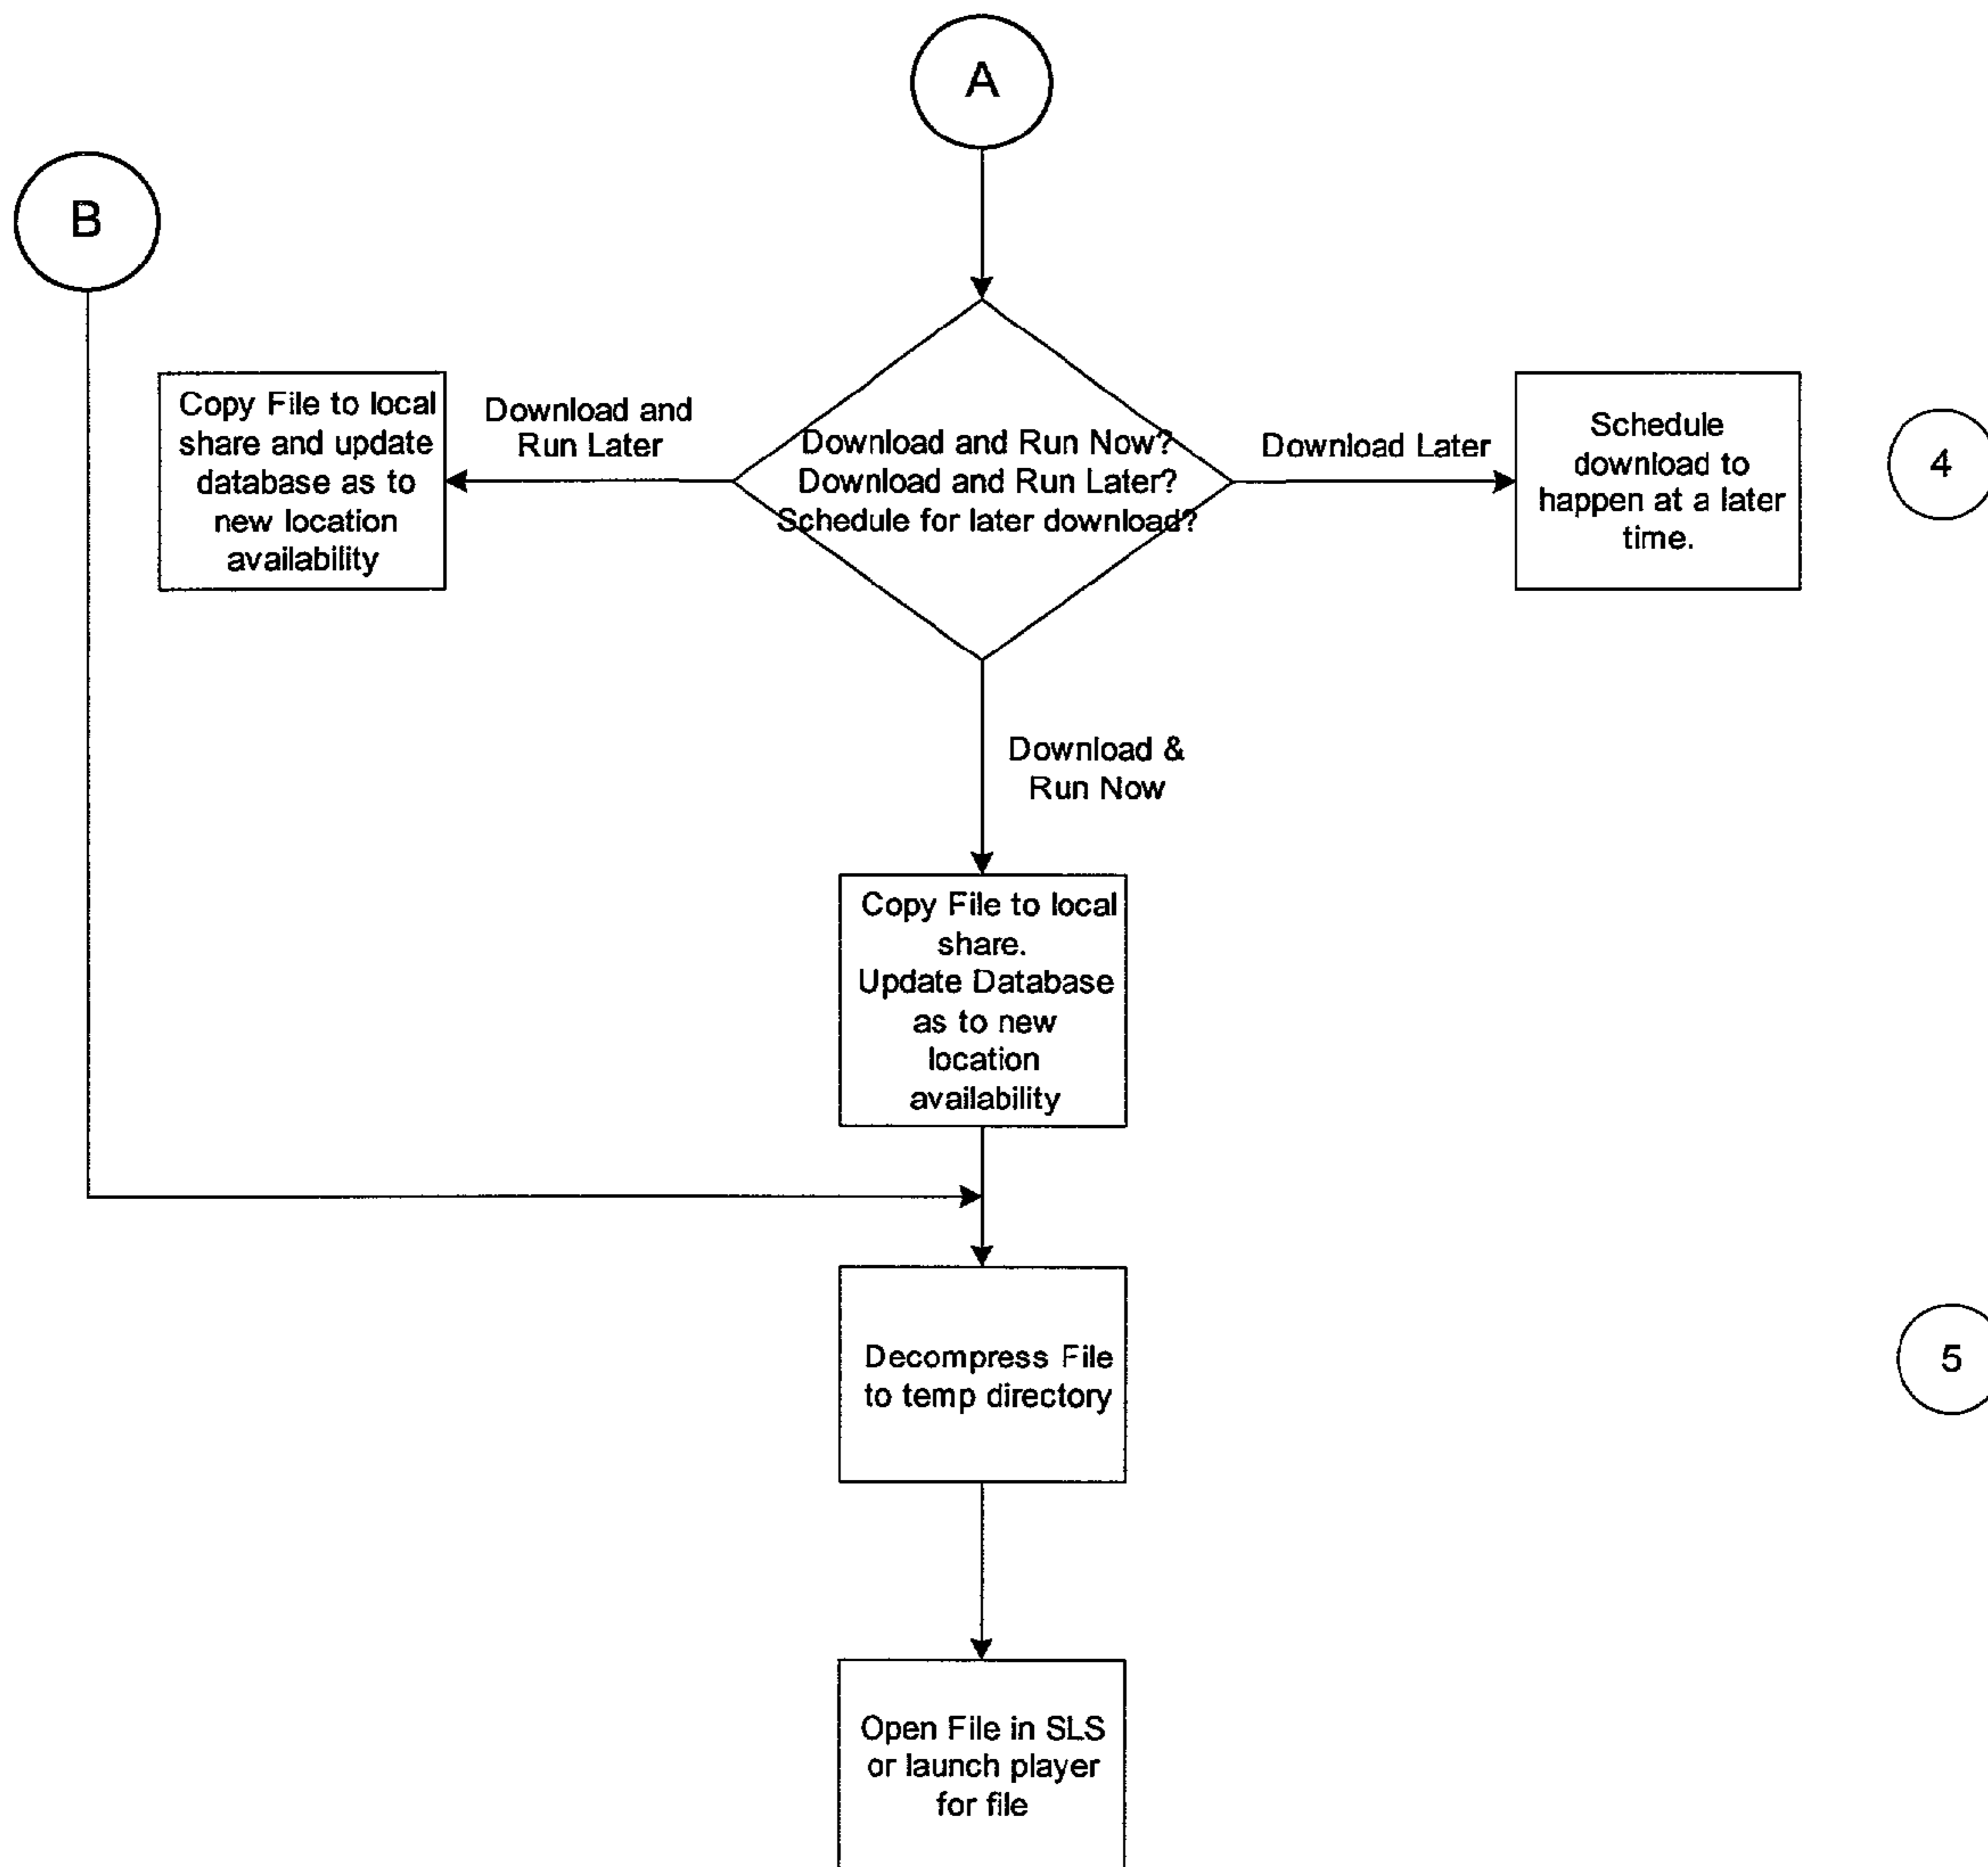 A
B
Copy File to local
share and update
database as to
new location
availability
Download and
Run Later
Download and Run Now?
Download and Run Later?
Schedule for later download?
Download Later
Schedule
download to
happen at a later
time.
4
Download &
Run Now
Copy File to local
share.
Update Database
as to new
location
availability
Decompress File
to temp directory
5
Open File in SLS
or launch player
for file